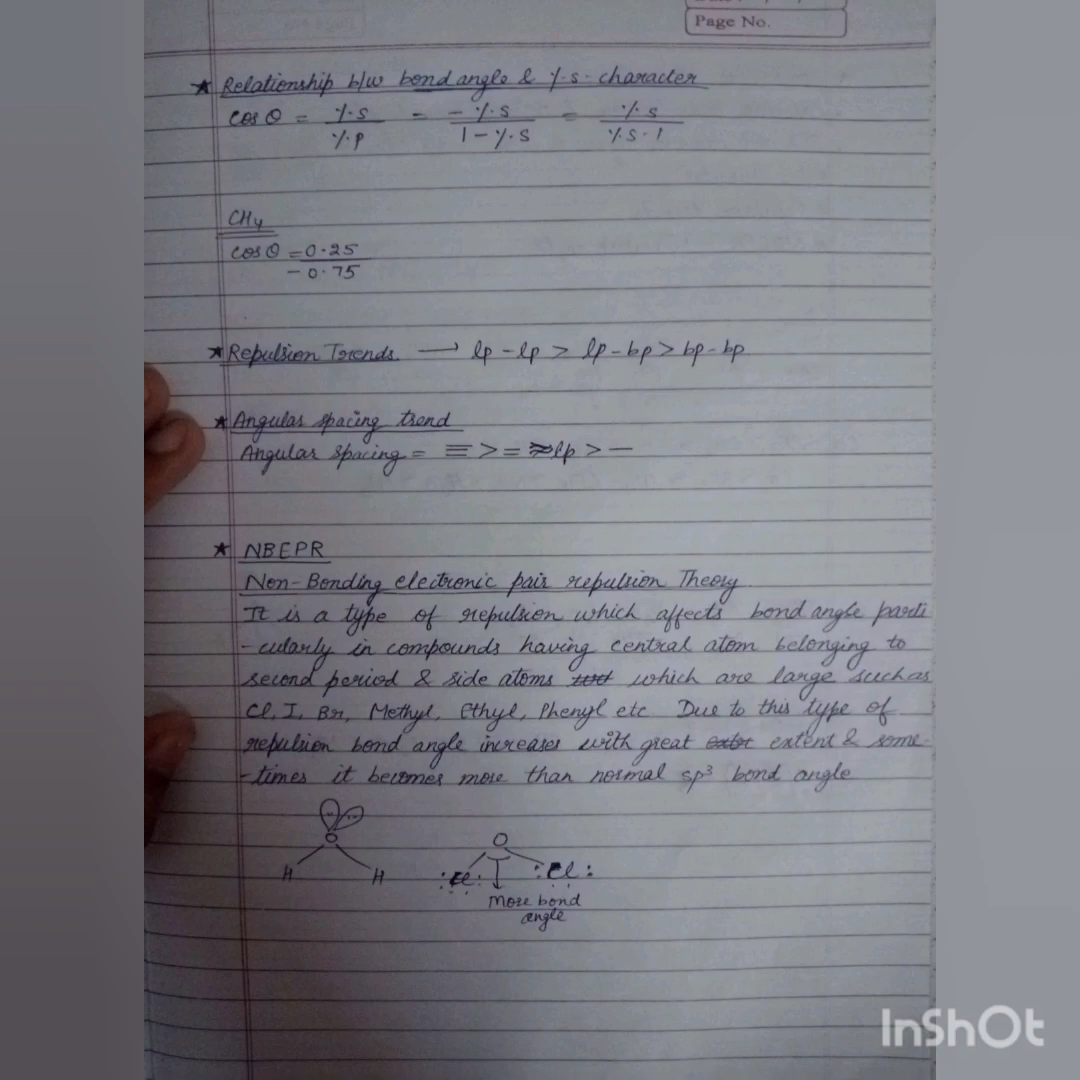 Page No.
★ Relationship b/w bond angle & %.s-character
cos θ = %.s / %.p = - %.s / 1 - %.s = %.s / %.s - 1
CH4
cos θ = 0.25 / - 0.75
★ Repulsion Trends. → lp - lp > lp - bp > bp - bp
★ Angular spacing trend
Angular spacing = ≡ > = ≈ lp > —
★ NBEPR
Non-Bonding electronic pair repulsion Theory.
It is a type of repulsion which affects bond angle parti
-cularly in compounds having central atom belonging to
second period & side atoms which are large such as
Cl, I, Br, Methyl, Ethyl, Phenyl etc. Due to this type of
repulsion bond angle increases with great extent & some-
-times it becomes more than normal sp³ bond angle
O O
H H :Cl: :Cl:
More bond
angle
InShOt